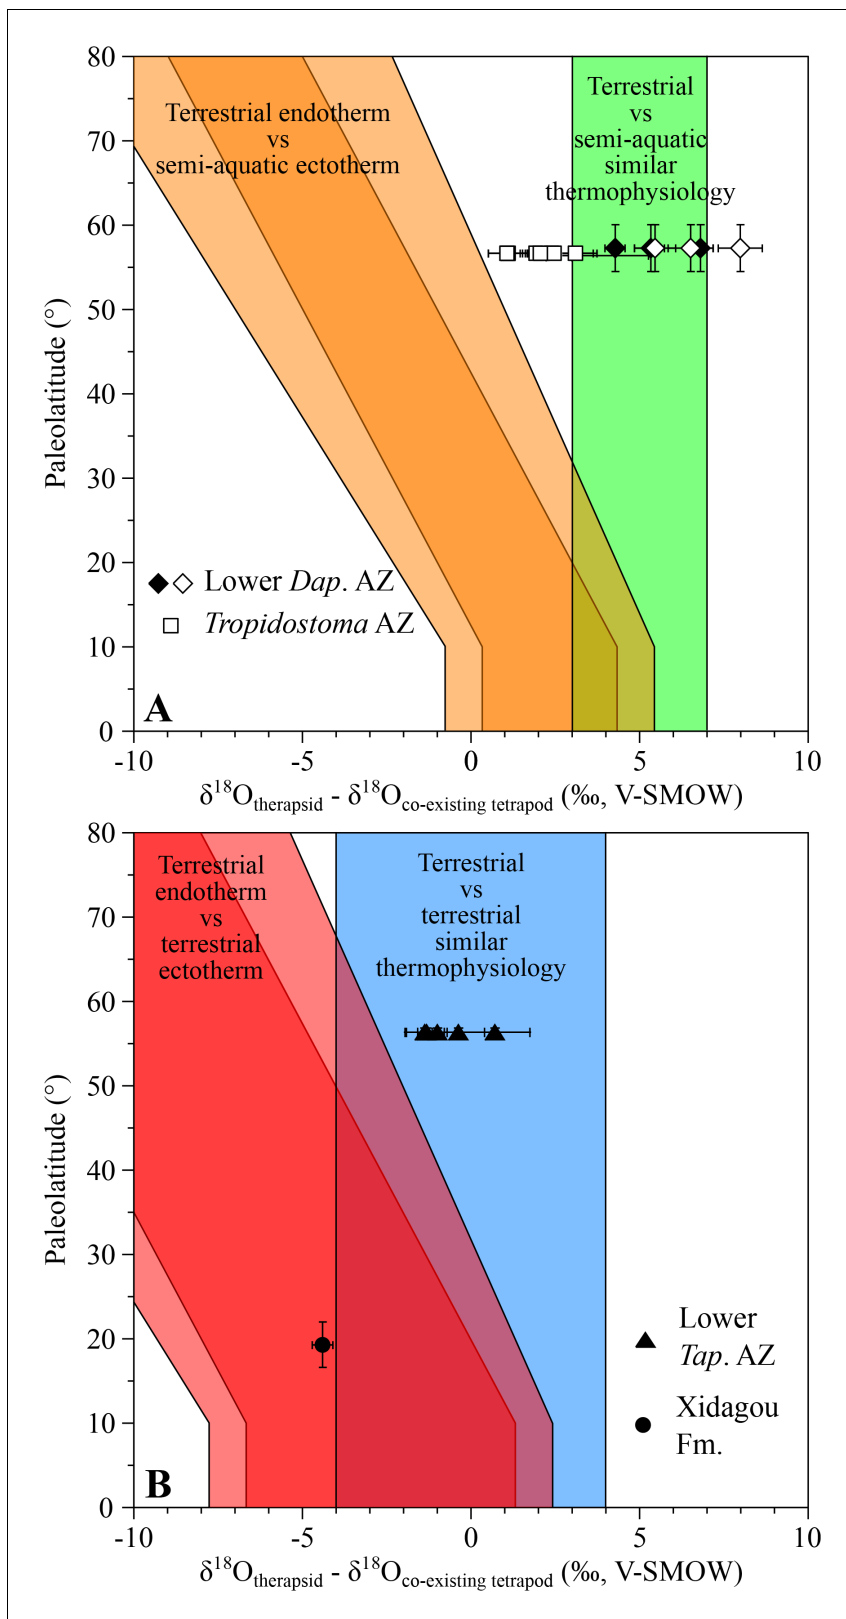 80
70
60
50
40
30
20
10
0
Paleolatitude (°)
Terrestrial endotherm
vs
semi-aquatic ectotherm
Terrestrial
vs
semi-aquatic
similar
thermophysiology
Lower Dap. AZ
Tropidostoma AZ
A
-10
-5
0
5
10
δ¹⁸Otherapsid - δ¹⁸Oco-existing tetrapod (‰, V-SMOW)
80
70
60
50
40
30
20
10
0
Paleolatitude (°)
Terrestrial
endotherm
vs
terrestrial
ectotherm
Terrestrial
vs
terrestrial
similar
thermophysiology
Lower
Tap. AZ
Xidagou
Fm.
B
-10
-5
0
5
10
δ¹⁸Otherapsid - δ¹⁸Oco-existing tetrapod (‰, V-SMOW)